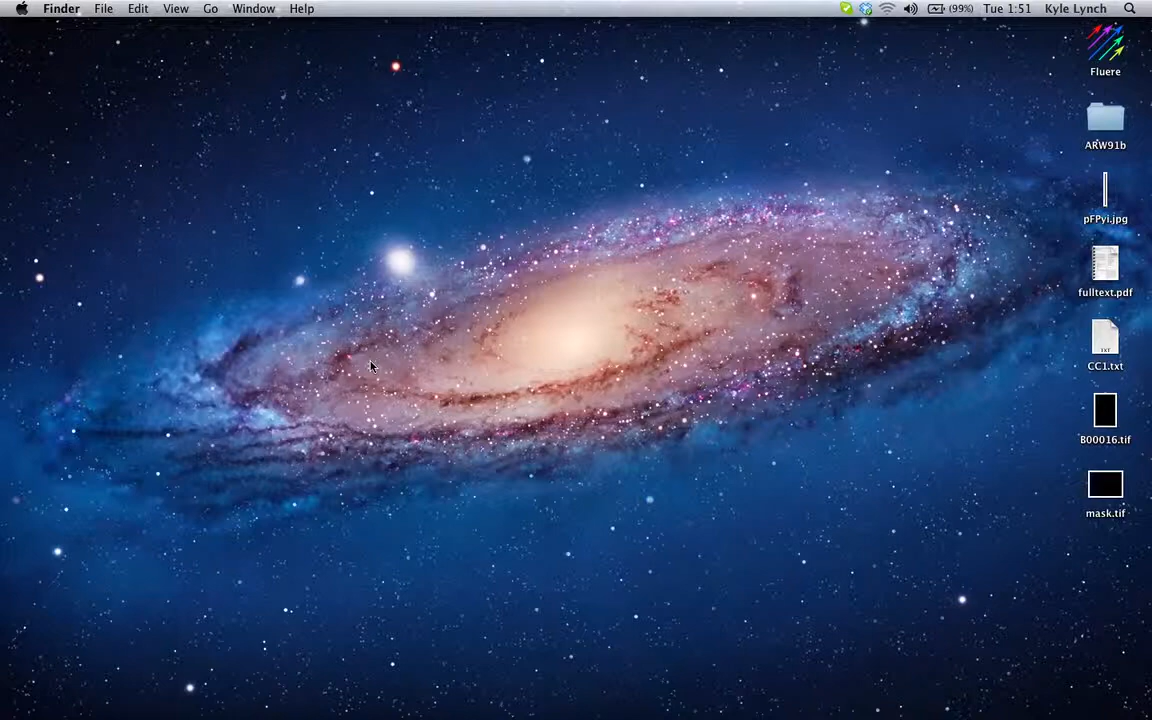 Finder File Edit View Go Window Help (99%) Tue 1:51 Kyle Lynch
Fluere
ARW91b
pFPyi.jpg
fulltext.pdf
TXT
CC1.txt
B00016.tif
mask.tif